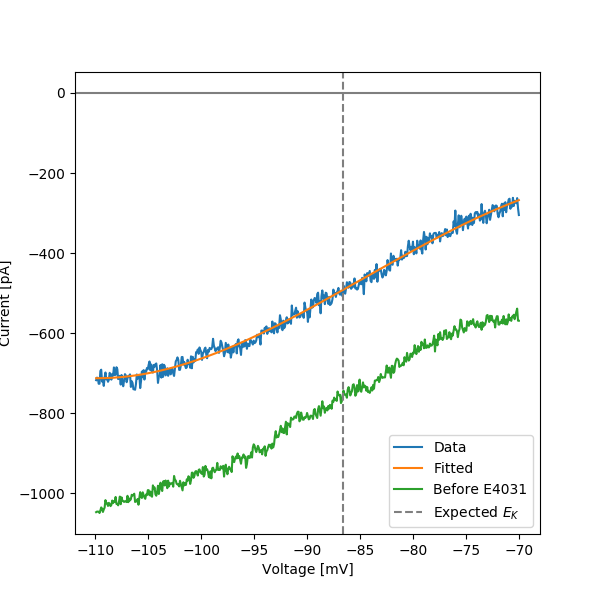 0
−200
−400
−600
−800
−1000
Current [pA]
Data
Fitted
Before E4031
Expected E_K
−110 −105 −100 −95 −90 −85 −80 −75 −70
Voltage [mV]